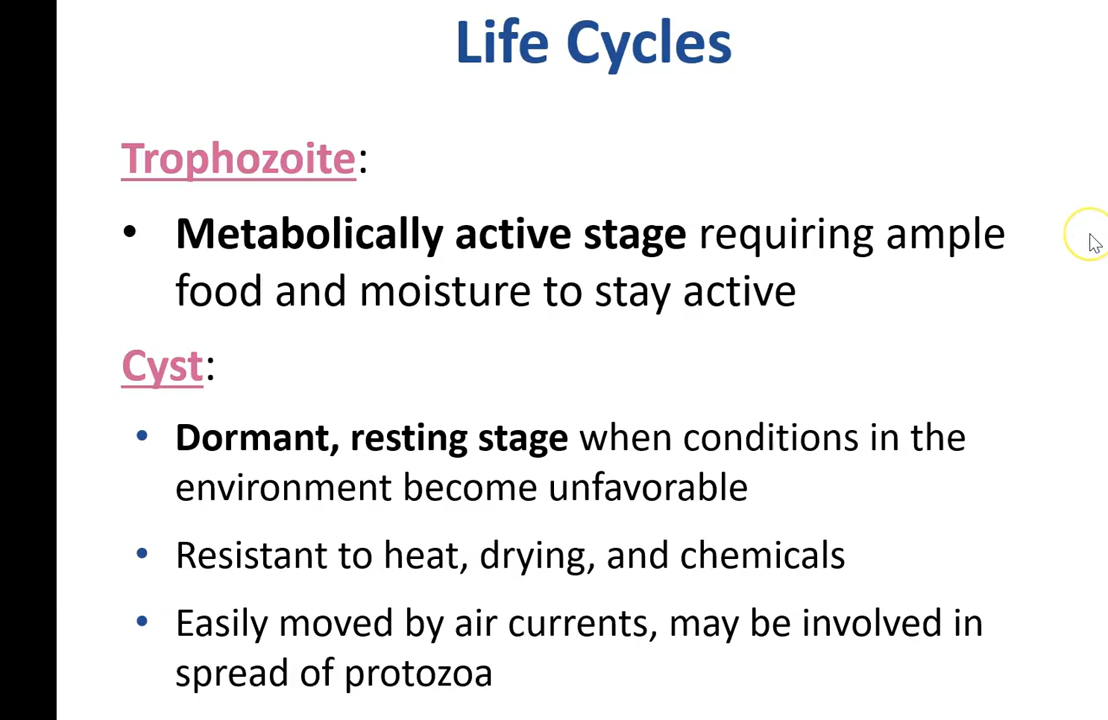 Life Cycles
Trophozoite:
• Metabolically active stage requiring ample
food and moisture to stay active
Cyst:
• Dormant, resting stage when conditions in the
environment become unfavorable
• Resistant to heat, drying, and chemicals
• Easily moved by air currents, may be involved in
spread of protozoa